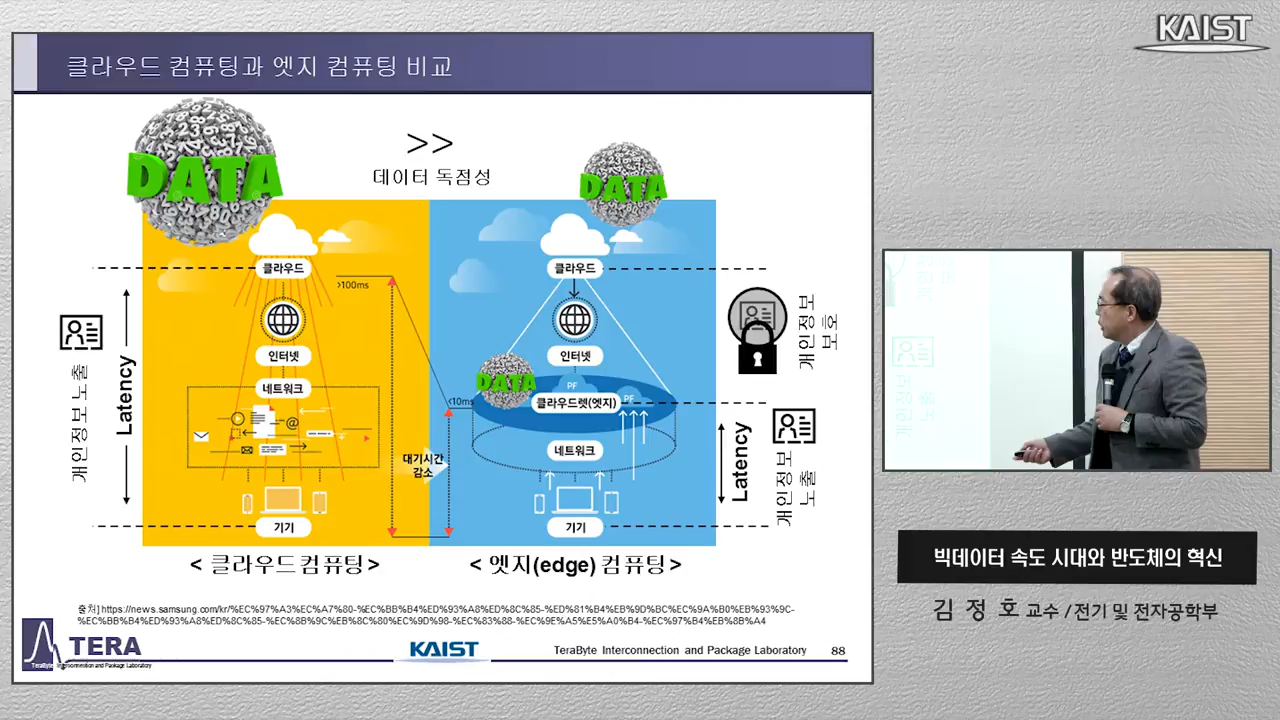 KAIST
클라우드 컴퓨팅과 엣지 컴퓨팅 비교
DATA
>>
데이터 독점성
DATA
클라우드
>100ms
인터넷
네트워크
@
기기
대기시간
감소
<10ms
클라우드
인터넷
DATA
PF
클라우드렛(엣지)
PF
네트워크
기기
개인정보 노출
Latency
개인정보
보호
Latency
개인정보
노출
< 클라우드컴퓨팅>
< 엣지(edge) 컴퓨팅>
출처] https://news.samsung.com/kr/%EC%97%A3%EC%A7%80-%EC%BB%B4%ED%93%A8%ED%8C%85-%ED%81%B4%EB%9D%BC%EC%9A%B0%EB%93%9C-
%EC%BB%B4%ED%93%A8%ED%8C%85-%EC%8B%9C%EB%8C%80%EC%9D%98-%EC%83%88-%EC%9E%A5%EC%A0%84-%EC%97%B4%EB%8B%A4
TERA
TeraByte Interconnection and Package Laboratory
KAIST
TeraByte Interconnection and Package Laboratory
88
빅데이터 속도 시대와 반도체의 혁신
김 정 호 교수 / 전기 및 전자공학부